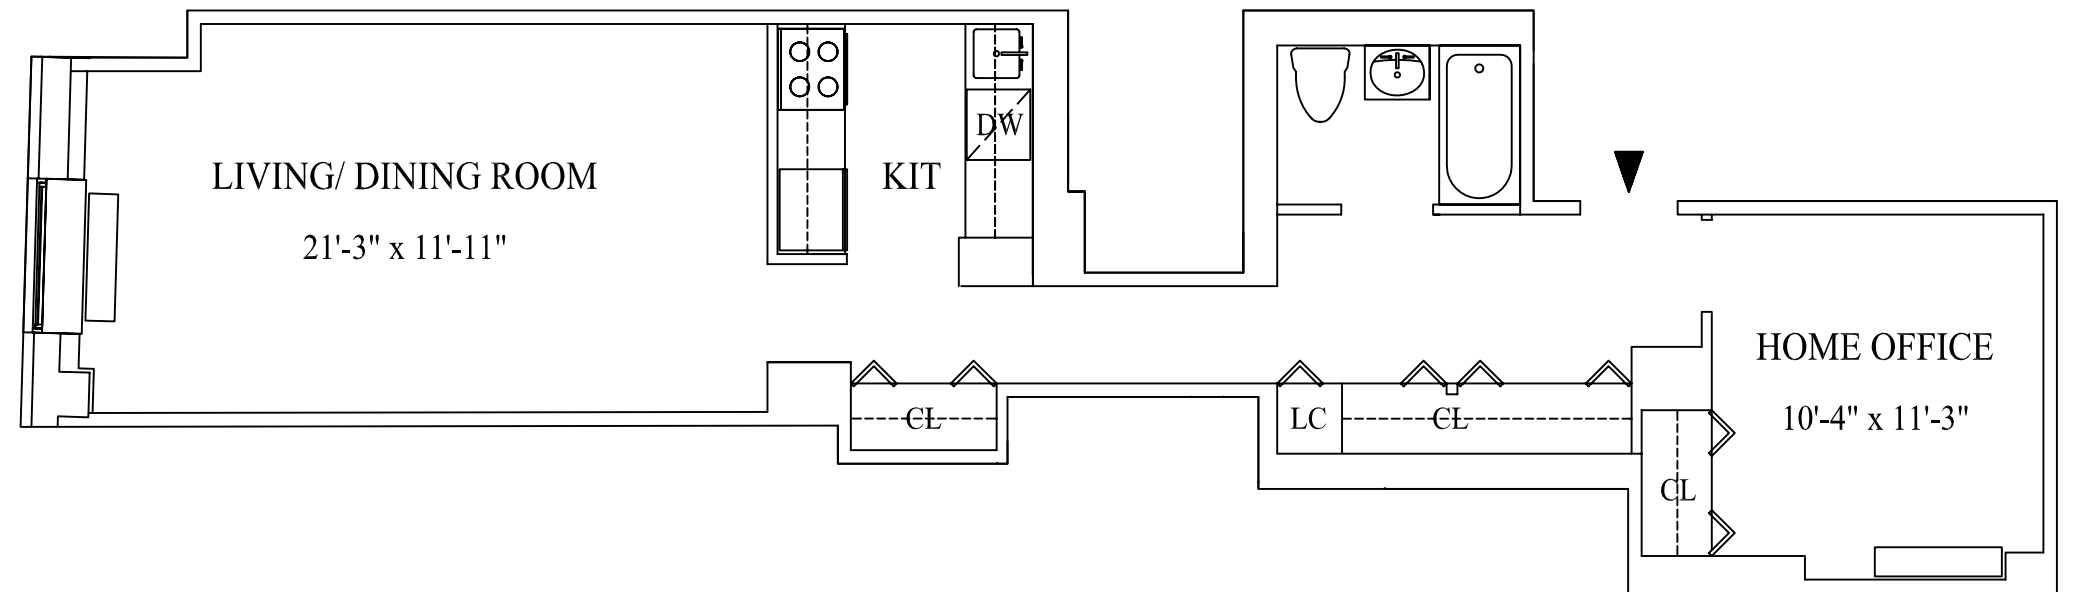 LIVING/ DINING ROOM
21'-3" x 11'-11"
KIT
DW
HOME OFFICE
10'-4" x 11'-3"
CL
LC
CL
CL